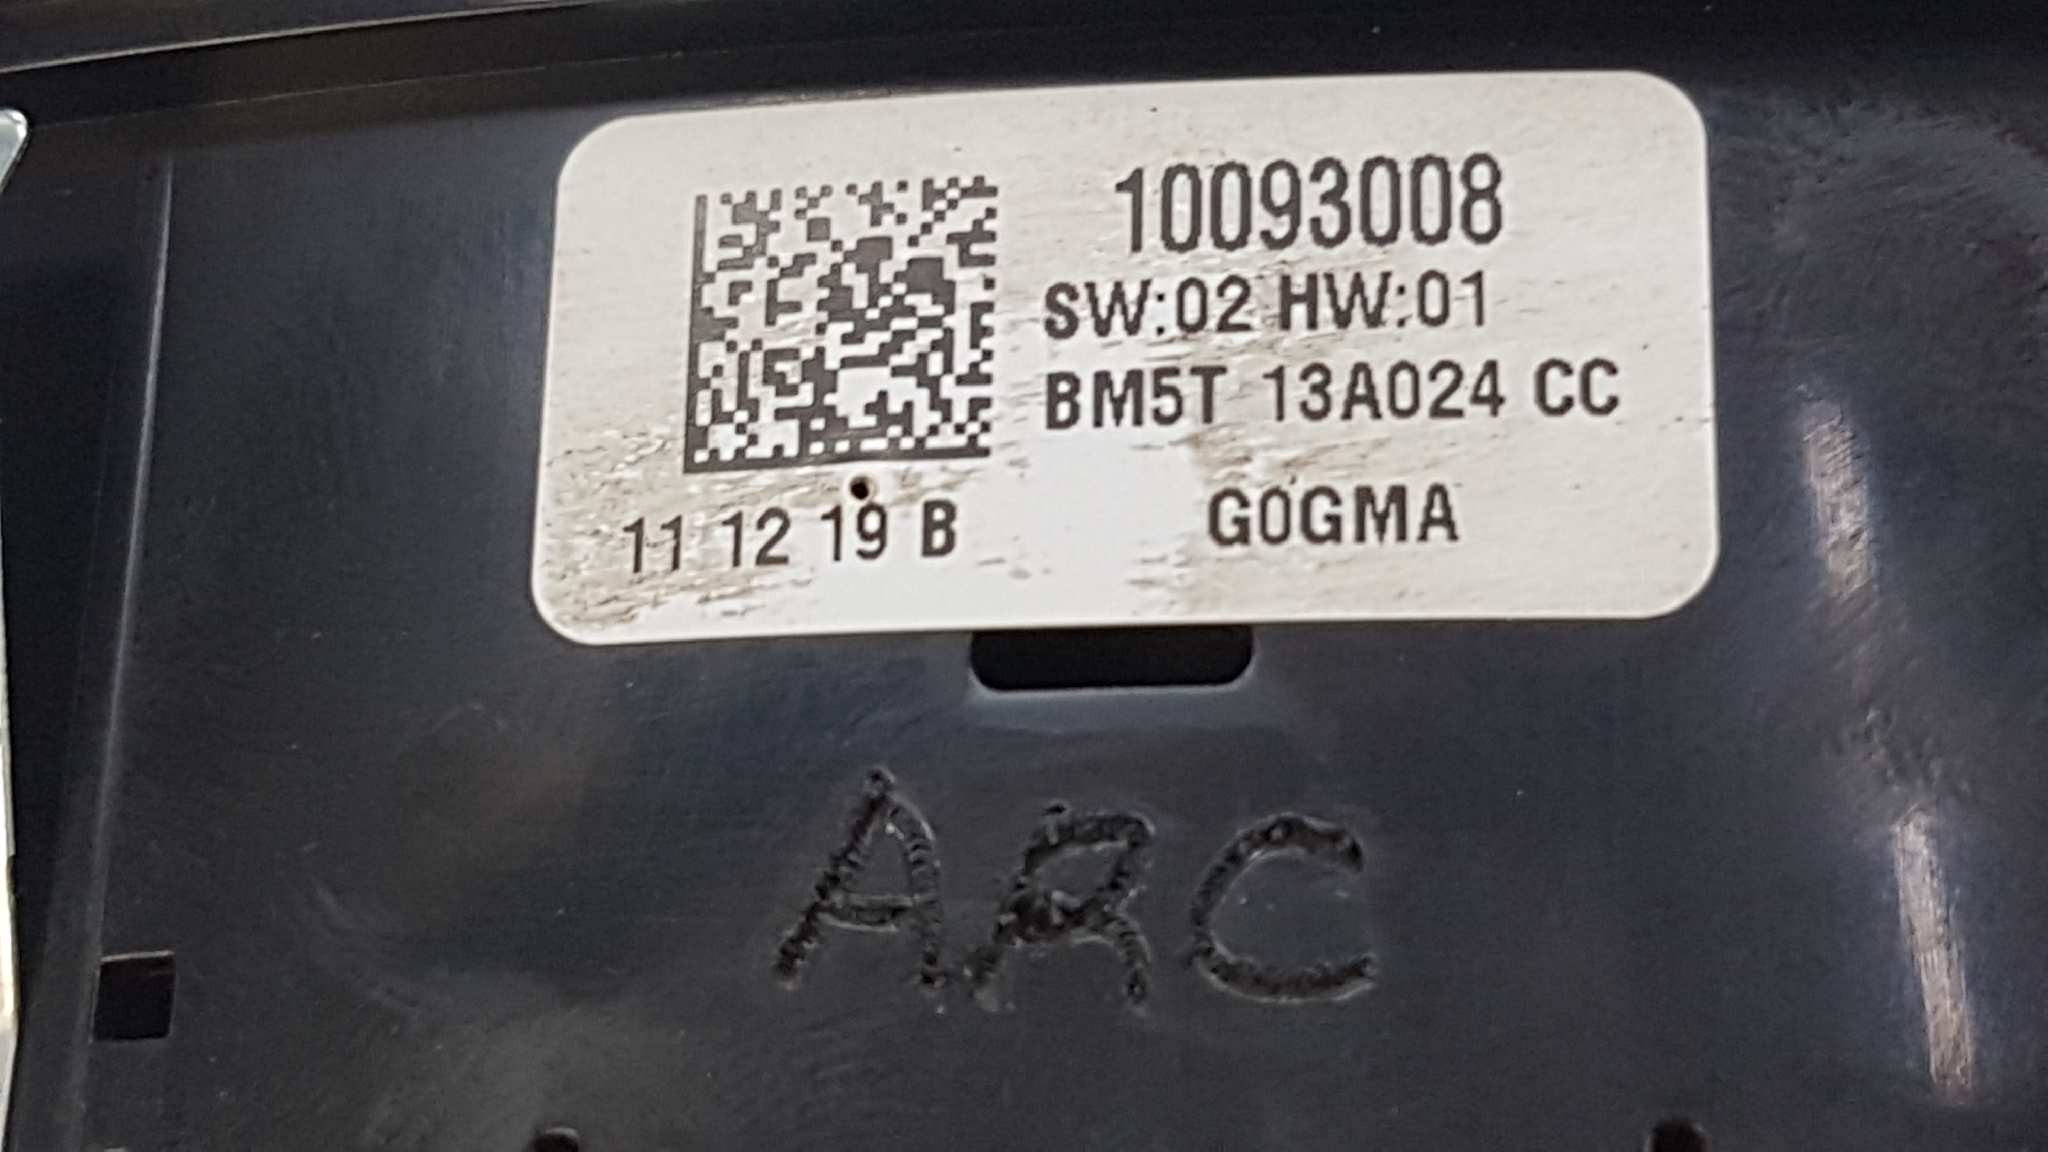 10093008
SW:02 HW:01
BM5T 13A024 CC
11 12 19 B
G0GMA
ARC